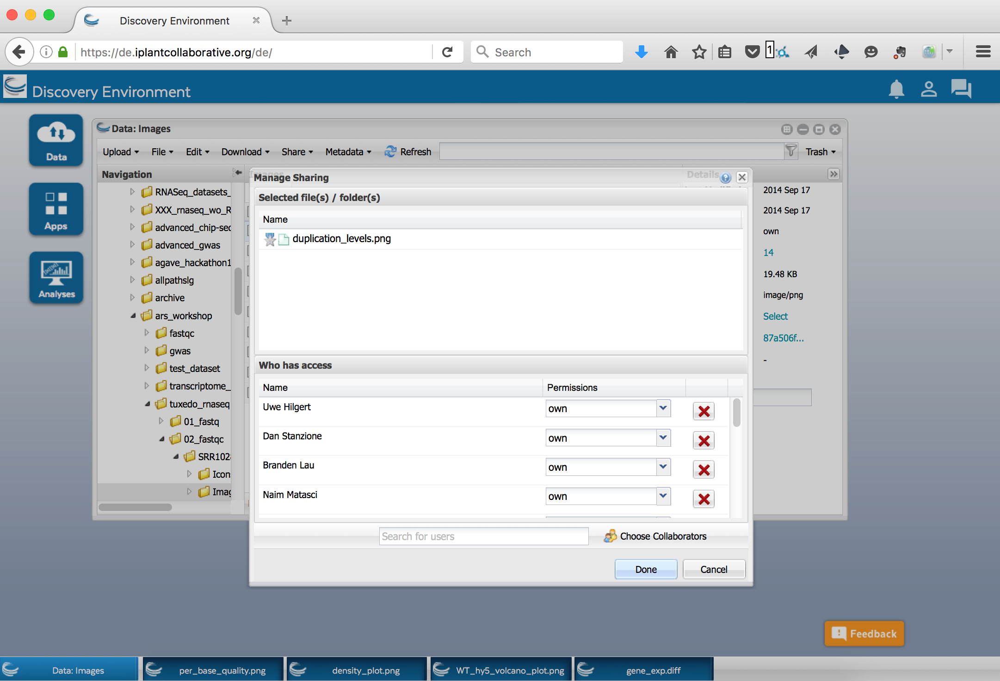 Discovery Environment
https://de.iplantcollaborative.org/de/
Search
1
Discovery Environment
Data
Apps
Analyses
Data: Images
Upload File Edit Download Share Metadata Refresh Trash
Navigation
Images
Details
RNASeq_datasets_
XXX_rnaseq_wo_R
advanced_chip-sec
advanced_gwas
agave_hackathon1
allpathslg
archive
ars_workshop
fastqc
gwas
test_dataset
transcriptome_
tuxedo_rnaseq
01_fastq
02_fastqc
SRR102
Icon
Imag
Manage Sharing
Selected file(s) / folder(s)
Name
duplication_levels.png
Who has access
Name Permissions
Uwe Hilgert own
Dan Stanzione own
Branden Lau own
Naim Matasci own
Search for users
Choose Collaborators
Done Cancel
2014 Sep 17
2014 Sep 17
own
14
19.48 KB
image/png
Select
87a506f...
-
Feedback
Data: Images
per_base_quality.png
density_plot.png
WT_hy5_volcano_plot.png
gene_exp.diff